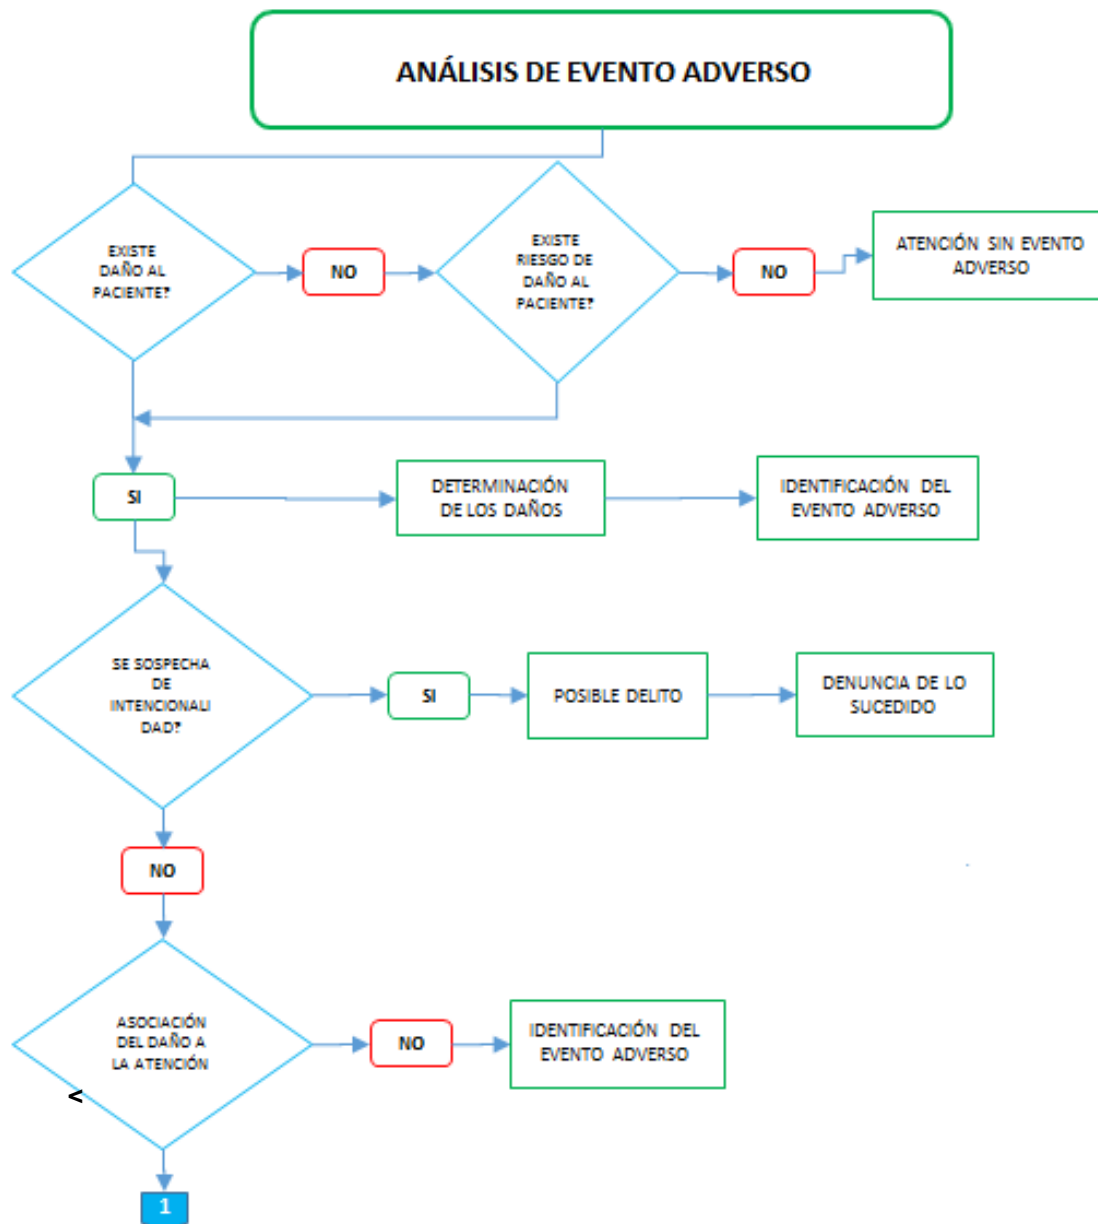 ANÁLISIS DE EVENTO ADVERSO
EXISTE
DAÑO AL
PACIENTE?
NO
EXISTE
RIESGO DE
DAÑO AL
PACIENTE?
NO
ATENCIÓN SIN EVENTO
ADVERSO
SI
DETERMINACIÓN
DE LOS DAÑOS
IDENTIFICACIÓN DEL
EVENTO ADVERSO
SE SOSPECHA
DE
INTENCIONALI
DAD?
SI
POSIBLE DELITO
DENUNCIA DE LO
SUCEDIDO
NO
ASOCIACIÓN
DEL DAÑO A
LA ATENCIÓN
<
NO
IDENTIFICACIÓN DEL
EVENTO ADVERSO
1